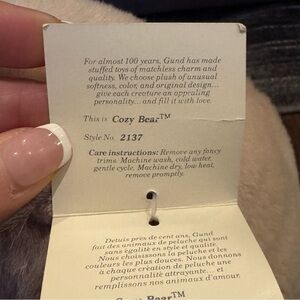 For almost 100 years, Gund has made
stuffed toys of matchless charm and
quality. We choose plush of unusual
softness, color, and original design...
give each creature an appealing
personality... and fill it with love.
This is Cozy Bear™
Style No. 2137
Care instructions: Remove any fancy
trims. Machine wash, cold water,
gentle cycle. Machine dry, low heat,
remove promptly.
Depuis près de cent ans, Gund
fait des animaux de peluche qui sont
du charme, de style et qualité.
Nous choisissons la peluche et les
couleurs les plus douces. Nous donnons
à chaque création de peluche une
personnalité attrayante... et
remplissons nos animaux d'amour.
Cozy Bear™